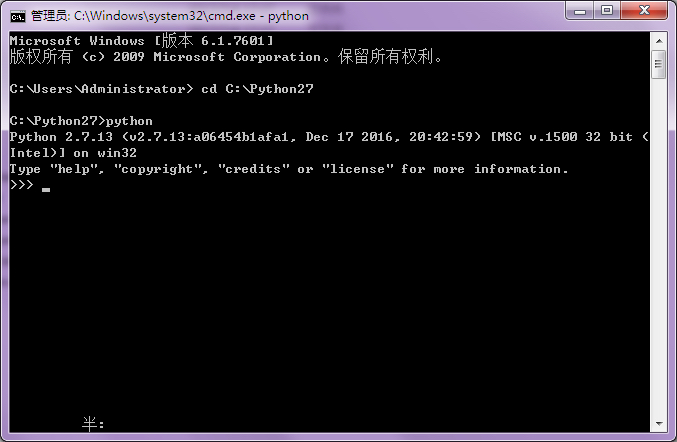 管理员: C:\Windows\system32\cmd.exe - python
Microsoft Windows [版本 6.1.7601]
版权所有 (c) 2009 Microsoft Corporation。保留所有权利。
C:\Users\Administrator> cd C:\Python27
C:\Python27>python
Python 2.7.13 (v2.7.13:a06454b1afa1, Dec 17 2016, 20:42:59) [MSC v.1500 32 bit (
Intel)] on win32
Type "help", "copyright", "credits" or "license" for more information.
>>> _
半: